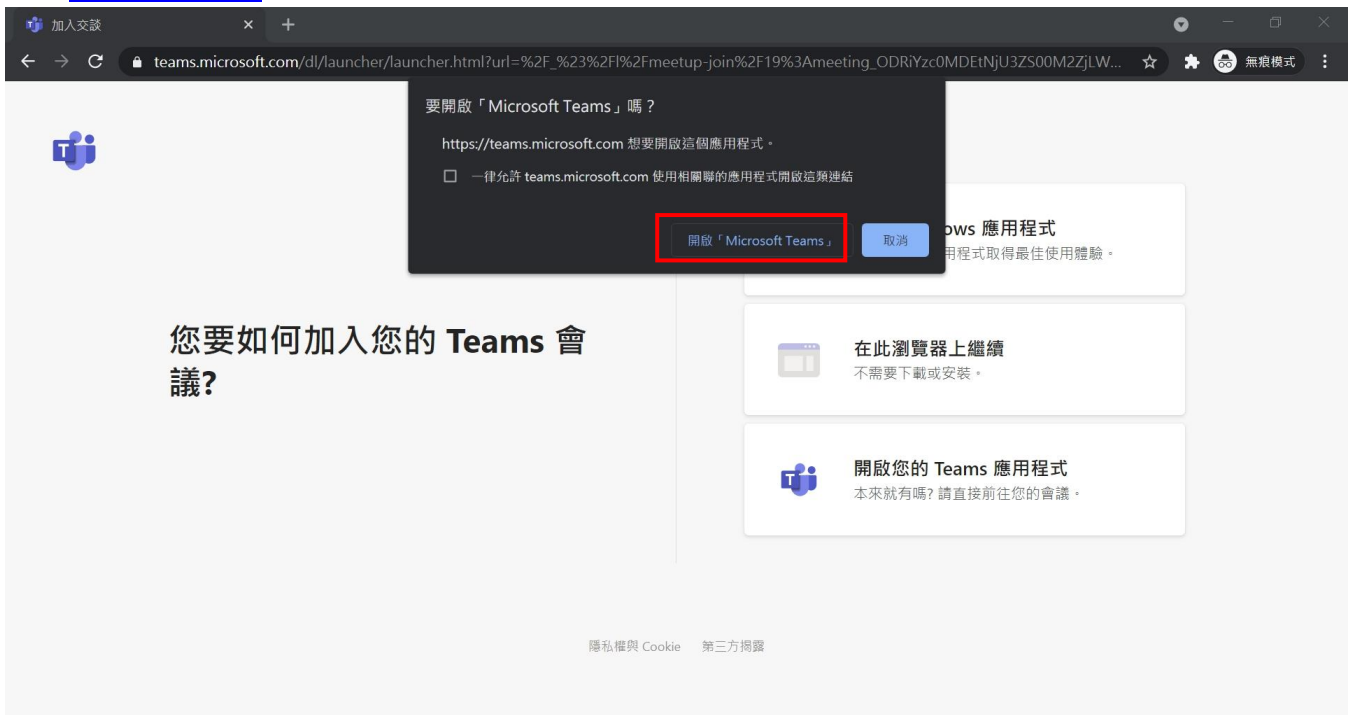 加入交談
teams.microsoft.com/dl/launcher/launcher.html?url=%2F_%23%2Fl%2Fmeetup-join%2F19%3Ameeting_ODRiYzc0MDEtNjU3ZS00M2ZjLW...
無痕模式
要開啟「Microsoft Teams」嗎？
https://teams.microsoft.com 想要開啟這個應用程式。
一律允許 teams.microsoft.com 使用相關聯的應用程式開啟這類連結
開啟「Microsoft Teams」
取消
ows 應用程式
用程式取得最佳使用體驗。
您要如何加入您的 Teams 會
議?
在此瀏覽器上繼續
不需要下載或安裝。
開啟您的 Teams 應用程式
本來就有嗎? 請直接前往您的會議。
隱私權與 Cookie
第三方揭露